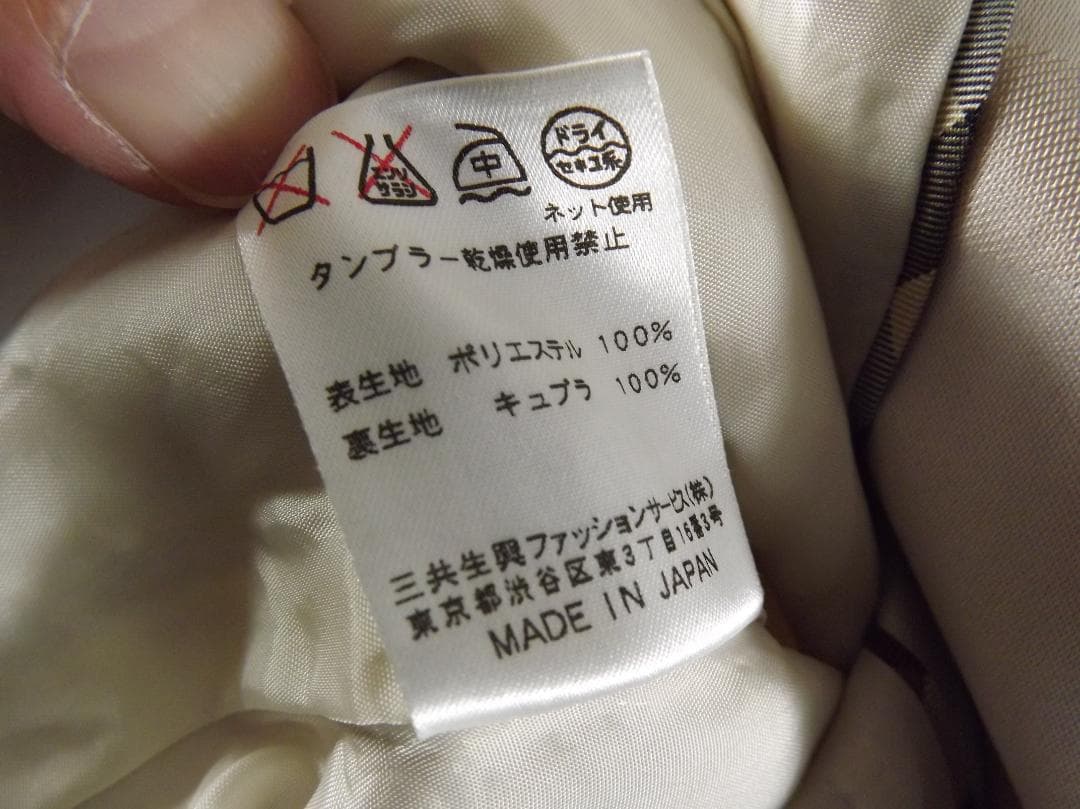 エンソ
サラシ
中
ドライ
セキユ系
ネット使用
タンブラー乾燥使用禁止
表生地 ポリエステル 100%
裏生地 キュプラ 100%
三共生興ファッションサービス(株)
東京都渋谷区東3丁目16番3号
MADE IN JAPAN